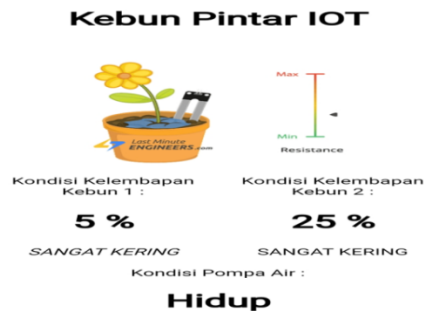 Kebun Pintar IOT
Max
Min
Resistance
Last Minute
ENGINEERS.com
Kondisi Kelembapan
Kebun 1 :
5 %
SANGAT KERING
Kondisi Kelembapan
Kebun 2 :
25 %
SANGAT KERING
Kondisi Pompa Air :
Hidup